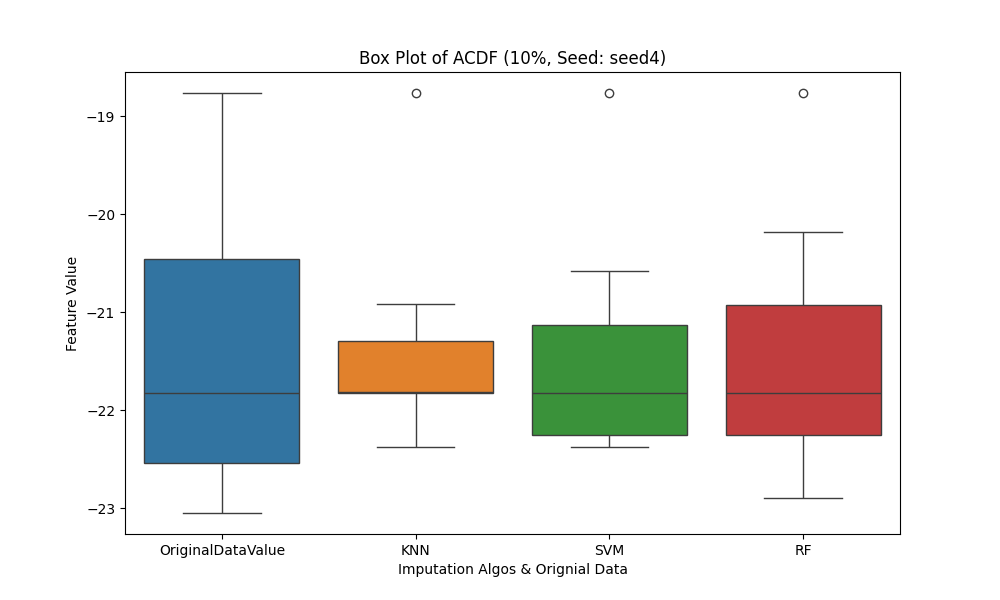 Box Plot of ACDF (10%, Seed: seed4)
Feature Value
−19
−20
−21
−22
−23
OriginalDataValue
KNN
SVM
RF
Imputation Algos & Orignial Data